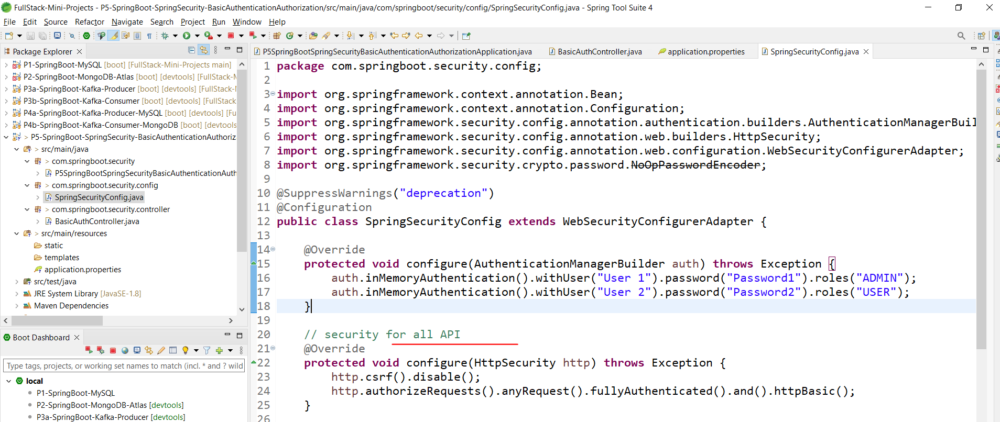 FullStack-Mini-Projects - P5-SpringBoot-SpringSecurity-BasicAuthenticationAuthorization/src/main/java/com/springboot/security/config/SpringSecurityConfig.java - Spring Tool Suite 4
File Edit Source Refactor Navigate Search Project Run Window Help
Package Explorer
P1-SpringBoot-MySQL [boot] [FullStack-Mini-Projects main]
P2-SpringBoot-MongoDB-Atlas [boot] [devtools] [FullStack-M
P3a-SpringBoot-Kafka-Producer [boot] [devtools] [FullStack-I
P3b-SpringBoot-Kafka-Consumer [boot] [devtools] [FullStack
P4a-SpringBoot-Kafka-Producer-MySQL [boot] [devtools] [Fu
P4b-SpringBoot-Kafka-Consumer-MongoDB [boot] [devtools
> P5-SpringBoot-SpringSecurity-BasicAuthenticationAuthoriz
> src/main/java
> com.springboot.security
P5SpringBootSpringSecurityBasicAuthenticationAuth
> com.springboot.security.config
SpringSecurityConfig.java
> com.springboot.security.controller
BasicAuthController.java
> src/main/resources
static
templates
application.properties
src/test/java
JRE System Library [JavaSE-1.8]
Maven Dependencies
Boot Dashboard
Type tags, projects, or working set names to match (incl. * and ? wild
local
P1-SpringBoot-MySQL
P2-SpringBoot-MongoDB-Atlas [devtools]
P3a-SpringBoot-Kafka-Producer [devtools]
P5SpringBootSpringSecurityBasicAuthenticationAuthorizationApplication.java BasicAuthController.java application.properties SpringSecurityConfig.java
1 package com.springboot.security.config;
2
3 import org.springframework.context.annotation.Bean;
4 import org.springframework.context.annotation.Configuration;
5 import org.springframework.security.config.annotation.authentication.builders.AuthenticationManagerBuil
6 import org.springframework.security.config.annotation.web.builders.HttpSecurity;
7 import org.springframework.security.config.annotation.web.configuration.WebSecurityConfigurerAdapter;
8 import org.springframework.security.crypto.password.NoOpPasswordEncoder;
9
10 @SuppressWarnings("deprecation")
11 @Configuration
12 public class SpringSecurityConfig extends WebSecurityConfigurerAdapter {
13
14 @Override
15 protected void configure(AuthenticationManagerBuilder auth) throws Exception {
16 auth.inMemoryAuthentication().withUser("User 1").password("Password1").roles("ADMIN");
17 auth.inMemoryAuthentication().withUser("User 2").password("Password2").roles("USER");
18 }
19
20 // security for all API
21 @Override
22 protected void configure(HttpSecurity http) throws Exception {
23 http.csrf().disable();
24 http.authorizeRequests().anyRequest().fullyAuthenticated().and().httpBasic();
25 }
26